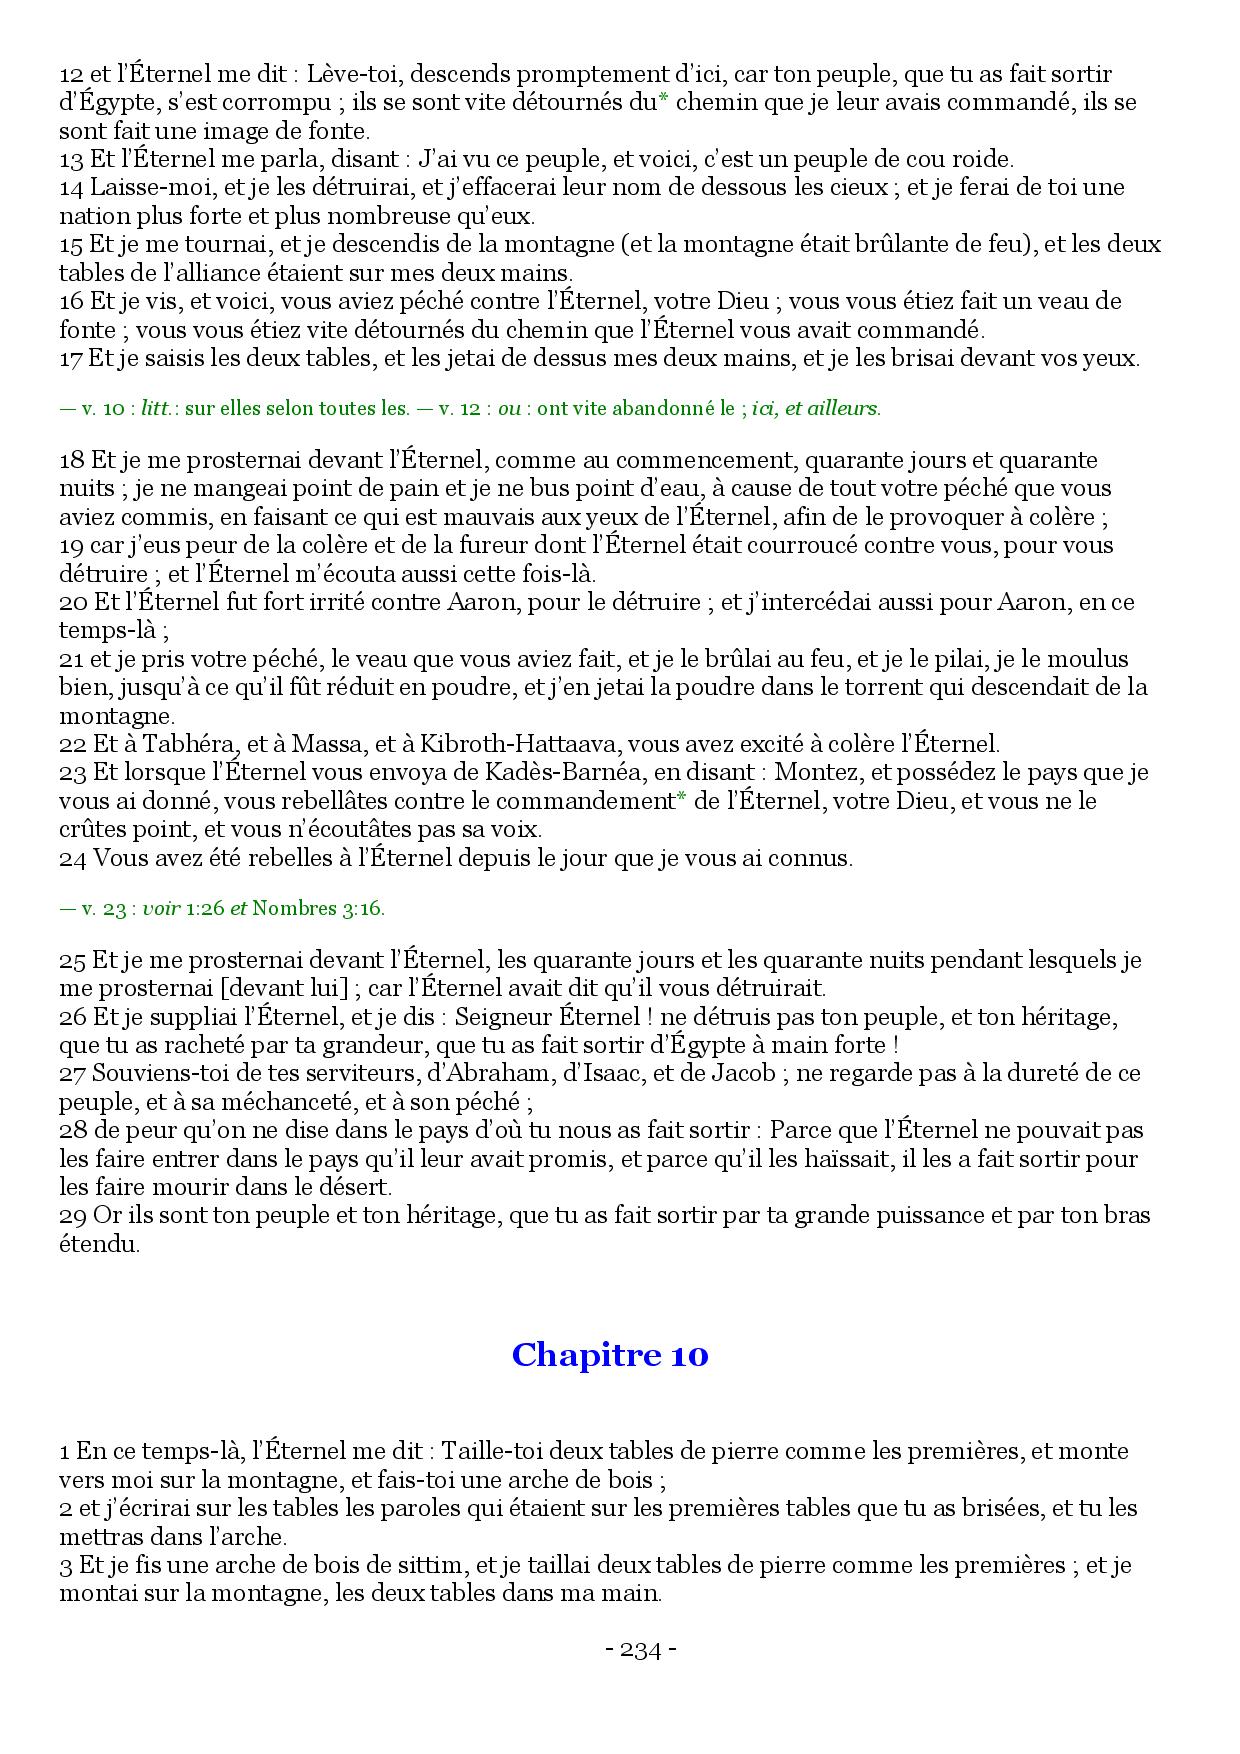 12 et l’Éternel me dit : Lève-toi, descends promptement d’ici, car ton peuple, que tu as fait sortir
d’Égypte, s’est corrompu ; ils se sont vite détournés du* chemin que je leur avais commandé, ils se
sont fait une image de fonte.
13 Et l’Éternel me parla, disant : J’ai vu ce peuple, et voici, c’est un peuple de cou roide.
14 Laisse-moi, et je les détruirai, et j’effacerai leur nom de dessous les cieux ; et je ferai de toi une
nation plus forte et plus nombreuse qu’eux.
15 Et je me tournai, et je descendis de la montagne (et la montagne était brûlante de feu), et les deux
tables de l’alliance étaient sur mes deux mains.
16 Et je vis, et voici, vous aviez péché contre l’Éternel, votre Dieu ; vous vous étiez fait un veau de
fonte ; vous vous étiez vite détournés du chemin que l’Éternel vous avait commandé.
17 Et je saisis les deux tables, et les jetai de dessus mes deux mains, et je les brisai devant vos yeux.
— v. 10 : litt.: sur elles selon toutes les. — v. 12 : ou : ont vite abandonné le ; ici, et ailleurs.
18 Et je me prosternai devant l’Éternel, comme au commencement, quarante jours et quarante
nuits ; je ne mangeai point de pain et je ne bus point d’eau, à cause de tout votre péché que vous
aviez commis, en faisant ce qui est mauvais aux yeux de l’Éternel, afin de le provoquer à colère ;
19 car j’eus peur de la colère et de la fureur dont l’Éternel était courroucé contre vous, pour vous
détruire ; et l’Éternel m’écouta aussi cette fois-là.
20 Et l’Éternel fut fort irrité contre Aaron, pour le détruire ; et j’intercédai aussi pour Aaron, en ce
temps-là ;
21 et je pris votre péché, le veau que vous aviez fait, et je le brûlai au feu, et je le pilai, je le moulus
bien, jusqu’à ce qu’il fût réduit en poudre, et j’en jetai la poudre dans le torrent qui descendait de la
montagne.
22 Et à Tabhéra, et à Massa, et à Kibroth-Hattaava, vous avez excité à colère l’Éternel.
23 Et lorsque l’Éternel vous envoya de Kadès-Barnéa, en disant : Montez, et possédez le pays que je
vous ai donné, vous rebellâtes contre le commandement* de l’Éternel, votre Dieu, et vous ne le
crûtes point, et vous n’écoutâtes pas sa voix.
24 Vous avez été rebelles à l’Éternel depuis le jour que je vous ai connus.
— v. 23 : voir 1:26 et Nombres 3:16.
25 Et je me prosternai devant l’Éternel, les quarante jours et les quarante nuits pendant lesquels je
me prosternai [devant lui] ; car l’Éternel avait dit qu’il vous détruirait.
26 Et je suppliai l’Éternel, et je dis : Seigneur Éternel ! ne détruis pas ton peuple, et ton héritage,
que tu as racheté par ta grandeur, que tu as fait sortir d’Égypte à main forte !
27 Souviens-toi de tes serviteurs, d’Abraham, d’Isaac, et de Jacob ; ne regarde pas à la dureté de ce
peuple, et à sa méchanceté, et à son péché ;
28 de peur qu’on ne dise dans le pays d’où tu nous as fait sortir : Parce que l’Éternel ne pouvait pas
les faire entrer dans le pays qu’il leur avait promis, et parce qu’il les haïssait, il les a fait sortir pour
les faire mourir dans le désert.
29 Or ils sont ton peuple et ton héritage, que tu as fait sortir par ta grande puissance et par ton bras
étendu.
Chapitre 10
1 En ce temps-là, l’Éternel me dit : Taille-toi deux tables de pierre comme les premières, et monte
vers moi sur la montagne, et fais-toi une arche de bois ;
2 et j’écrirai sur les tables les paroles qui étaient sur les premières tables que tu as brisées, et tu les
mettras dans l’arche.
3 Et je fis une arche de bois de sittim, et je taillai deux tables de pierre comme les premières ; et je
montai sur la montagne, les deux tables dans ma main.
- 234 -